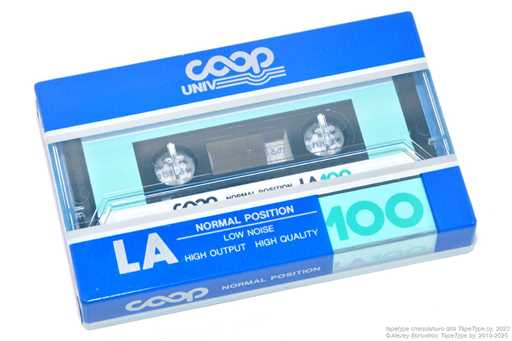 coop
UNIV
coop NORMAL POSITION LA100
LA
NORMAL POSITION
LOW NOISE
HIGH OUTPUT HIGH QUALITY
100
coop NORMAL POSITION